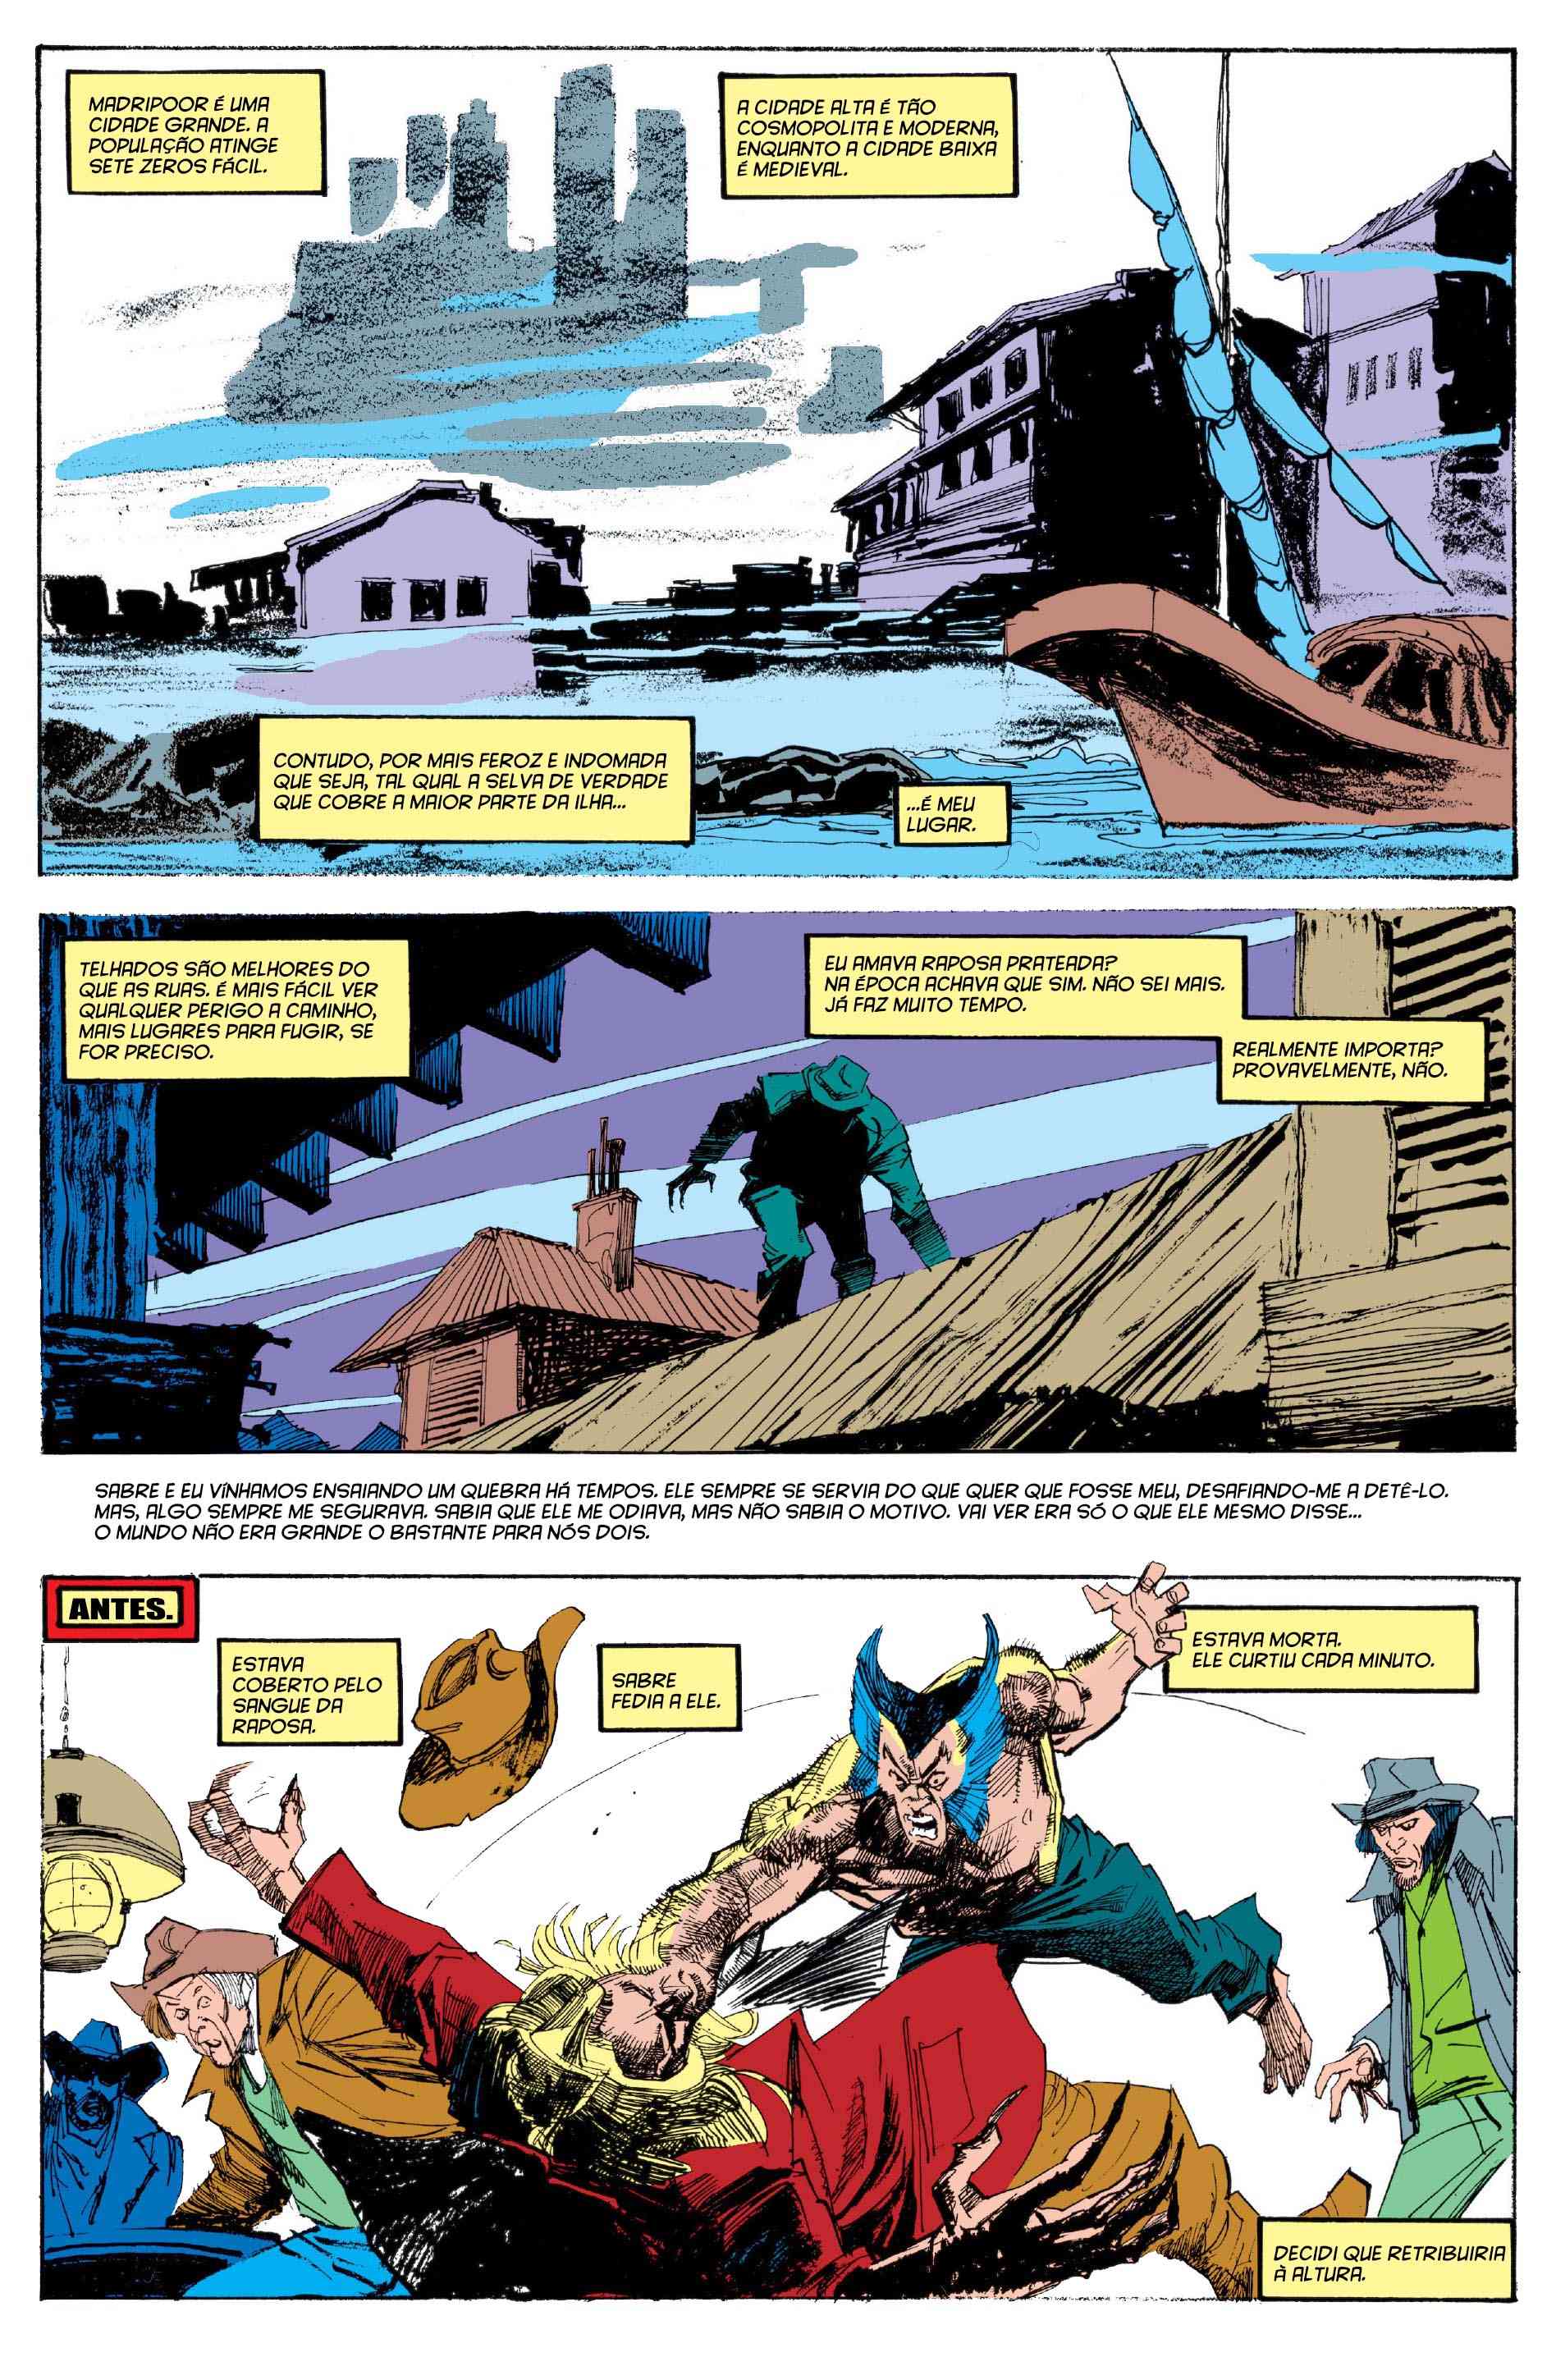 MADRIPOOR É UMA
CIDADE GRANDE. A
POPULAÇÃO ATINGE
SETE ZEROS FÁCIL.
A CIDADE ALTA É TÃO
COSMOPOLITA E MODERNA,
ENQUANTO A CIDADE BAIXA
É MEDIEVAL.
CONTUDO, POR MAIS FEROZ E INDOMADA
QUE SEJA, TAL QUAL A SELVA DE VERDADE
QUE COBRE A MAIOR PARTE DA ILHA...
...É MEU
LUGAR.
TELHADOS SÃO MELHORES DO
QUE AS RUAS. É MAIS FÁCIL VER
QUALQUER PERIGO A CAMINHO,
MAIS LUGARES PARA FUGIR, SE
FOR PRECISO.
EU AMAVA RAPOSA PRATEADA?
NA ÉPOCA ACHAVA QUE SIM. NÃO SEI MAIS.
JÁ FAZ MUITO TEMPO.
REALMENTE IMPORTA?
PROVAVELMENTE, NÃO.
SABRE E EU VÍNHAMOS ENSAIANDO UM QUEBRA HÁ TEMPOS. ELE SEMPRE SE SERVIA DO QUE QUER QUE FOSSE MEU, DESAFIANDO-ME A DETÊ-LO.
MAS, ALGO SEMPRE ME SEGURAVA. SABIA QUE ELE ME ODIAVA, MAS NÃO SABIA O MOTIVO. VAI VER ERA SÓ O QUE ELE MESMO DISSE...
O MUNDO NÃO ERA GRANDE O BASTANTE PARA NÓS DOIS.
ANTES.
ESTAVA
COBERTO PELO
SANGUE DA
RAPOSA.
SABRE
FEDIA A ELE.
ESTAVA MORTA.
ELE CURTIU CADA MINUTO.
DECIDI QUE RETRIBUIRIA
À ALTURA.